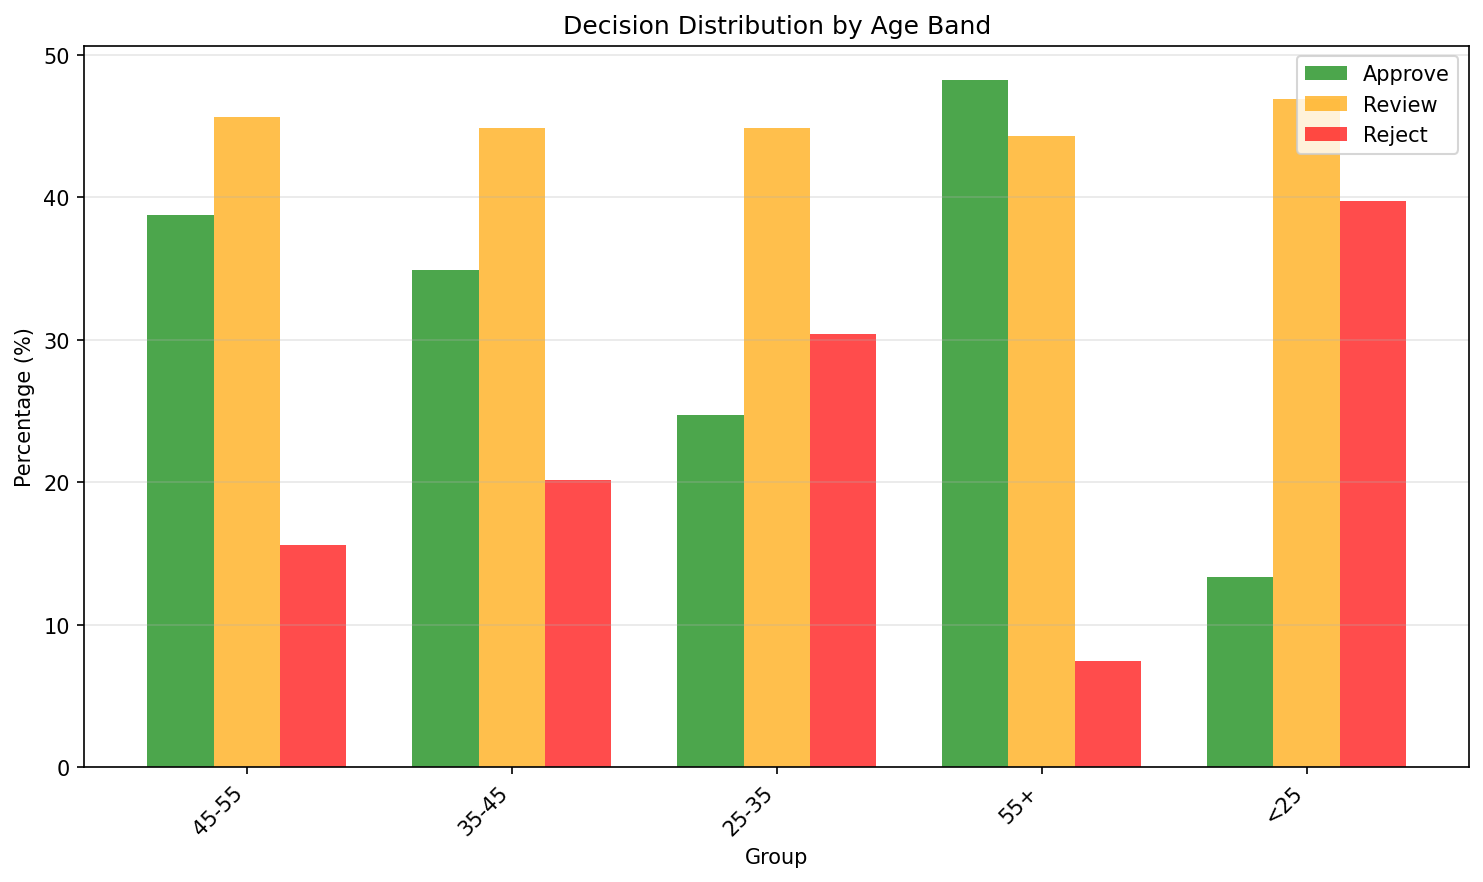 Decision Distribution by Age Band
Approve
Review
Reject
Percentage (%)
50
40
30
20
10
0
45-55
35-45
25-35
55+
<25
Group